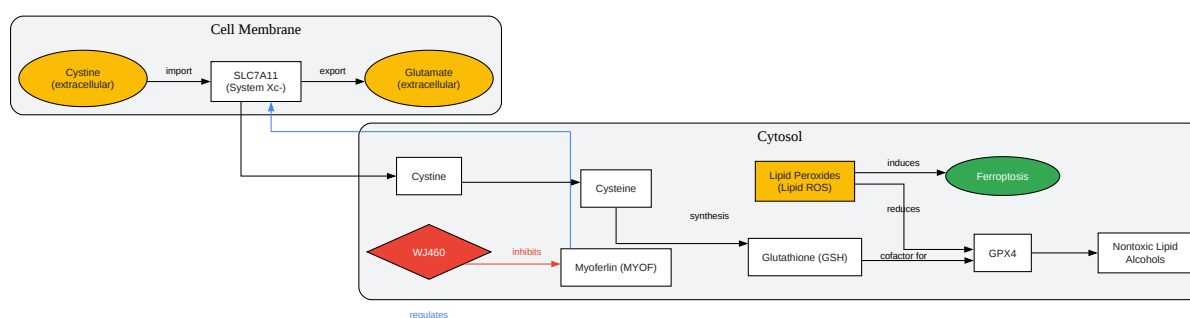 Cell Membrane
Cystine
(extracellular)
import
SLC7A11
(System Xc-)
export
Glutamate
(extracellular)
Cytosol
Cystine
Cysteine
Lipid Peroxides
(Lipid ROS)
induces
Ferroptosis
reduces
synthesis
WJ460
inhibits
Myoferlin (MYOF)
Glutathione (GSH)
cofactor for
GPX4
Nontoxic Lipid
Alcohols
regulates